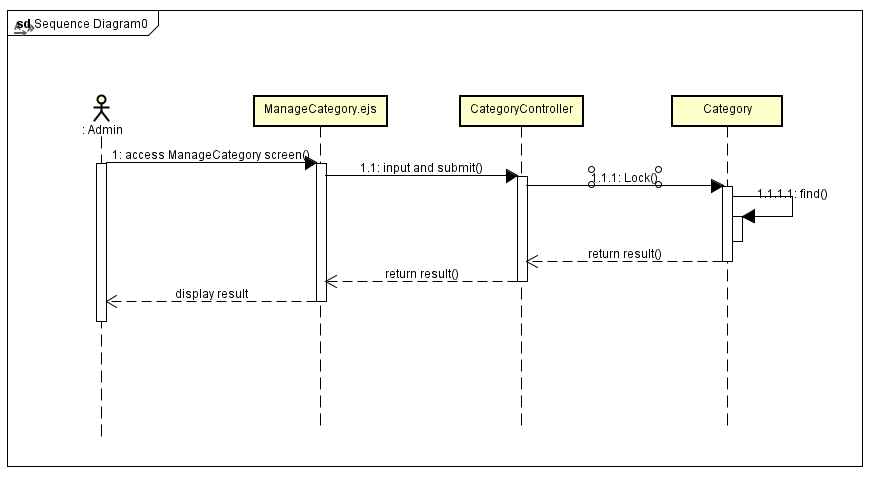 sd Sequence Diagram0
ManageCategory.ejs
CategoryController
Category
: Admin
1: access ManageCategory screen()
1.1: input and submit()
1.1.1: Lock()
1.1.1.1: find()
return result()
return result()
display result